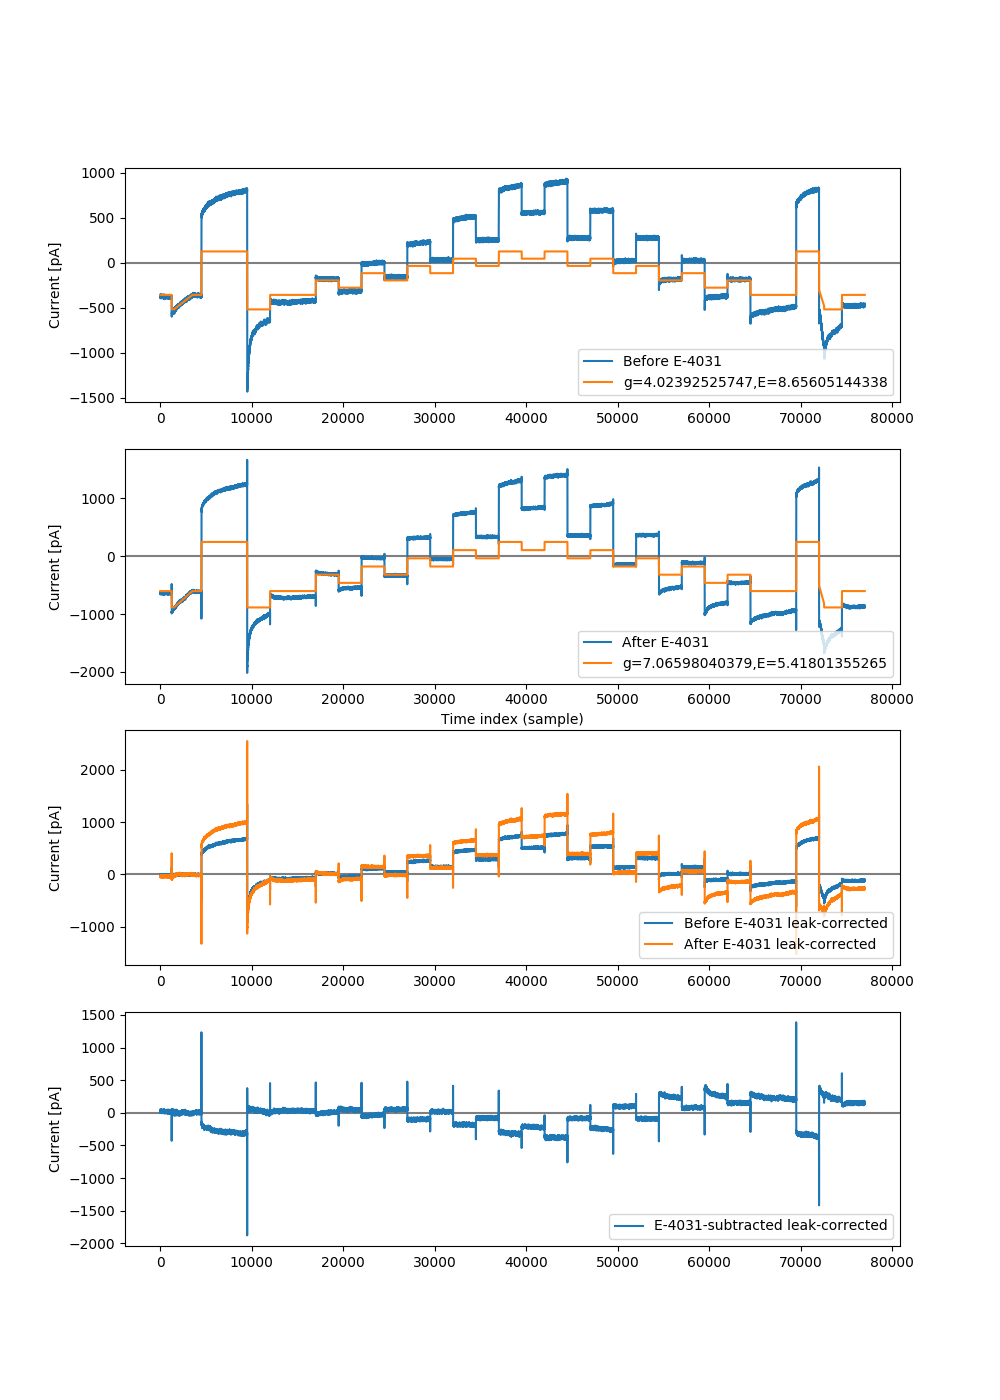 1000
500
0
−500
−1000
−1500
Current [pA]
Before E-4031
g=4.02392525747,E=8.65605144338
0 10000 20000 30000 40000 50000 60000 70000 80000
1000
0
−1000
−2000
Current [pA]
After E-4031
g=7.06598040379,E=5.41801355265
0 10000 20000 30000 40000 50000 60000 70000 80000
Time index (sample)
2000
1000
0
−1000
Current [pA]
Before E-4031 leak-corrected
After E-4031 leak-corrected
0 10000 20000 30000 40000 50000 60000 70000 80000
1500
1000
500
0
−500
−1000
−1500
−2000
Current [pA]
E-4031-subtracted leak-corrected
0 10000 20000 30000 40000 50000 60000 70000 80000